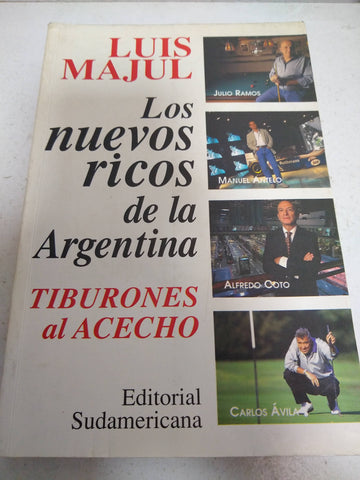 LUIS
MAJUL
Los
nuevos
ricos
de la
Argentina
TIBURONES
al ACECHO
Editorial
Sudamericana
JULIO RAMOS
MANUEL ANTELO
ALFREDO COTO
CARLOS ÁVILA